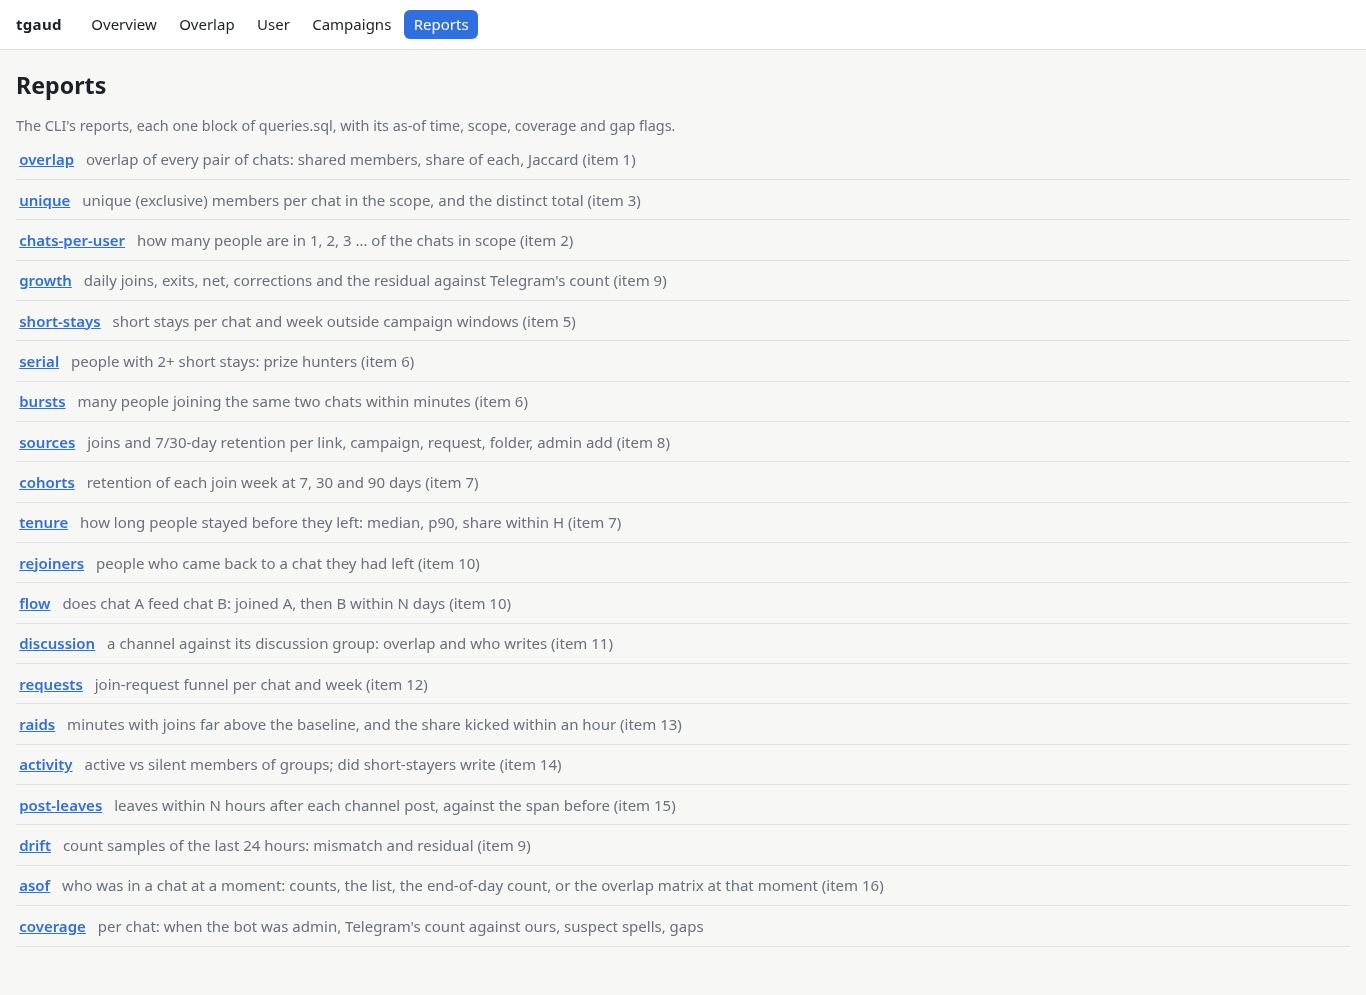 tgaud Overview Overlap User Campaigns Reports
Reports
The CLI's reports, each one block of queries.sql, with its as-of time, scope, coverage and gap flags.
overlap overlap of every pair of chats: shared members, share of each, Jaccard (item 1)
unique unique (exclusive) members per chat in the scope, and the distinct total (item 3)
chats-per-user how many people are in 1, 2, 3 ... of the chats in scope (item 2)
growth daily joins, exits, net, corrections and the residual against Telegram's count (item 9)
short-stays short stays per chat and week outside campaign windows (item 5)
serial people with 2+ short stays: prize hunters (item 6)
bursts many people joining the same two chats within minutes (item 6)
sources joins and 7/30-day retention per link, campaign, request, folder, admin add (item 8)
cohorts retention of each join week at 7, 30 and 90 days (item 7)
tenure how long people stayed before they left: median, p90, share within H (item 7)
rejoiners people who came back to a chat they had left (item 10)
flow does chat A feed chat B: joined A, then B within N days (item 10)
discussion a channel against its discussion group: overlap and who writes (item 11)
requests join-request funnel per chat and week (item 12)
raids minutes with joins far above the baseline, and the share kicked within an hour (item 13)
activity active vs silent members of groups; did short-stayers write (item 14)
post-leaves leaves within N hours after each channel post, against the span before (item 15)
drift count samples of the last 24 hours: mismatch and residual (item 9)
asof who was in a chat at a moment: counts, the list, the end-of-day count, or the overlap matrix at that moment (item 16)
coverage per chat: when the bot was admin, Telegram's count against ours, suspect spells, gaps